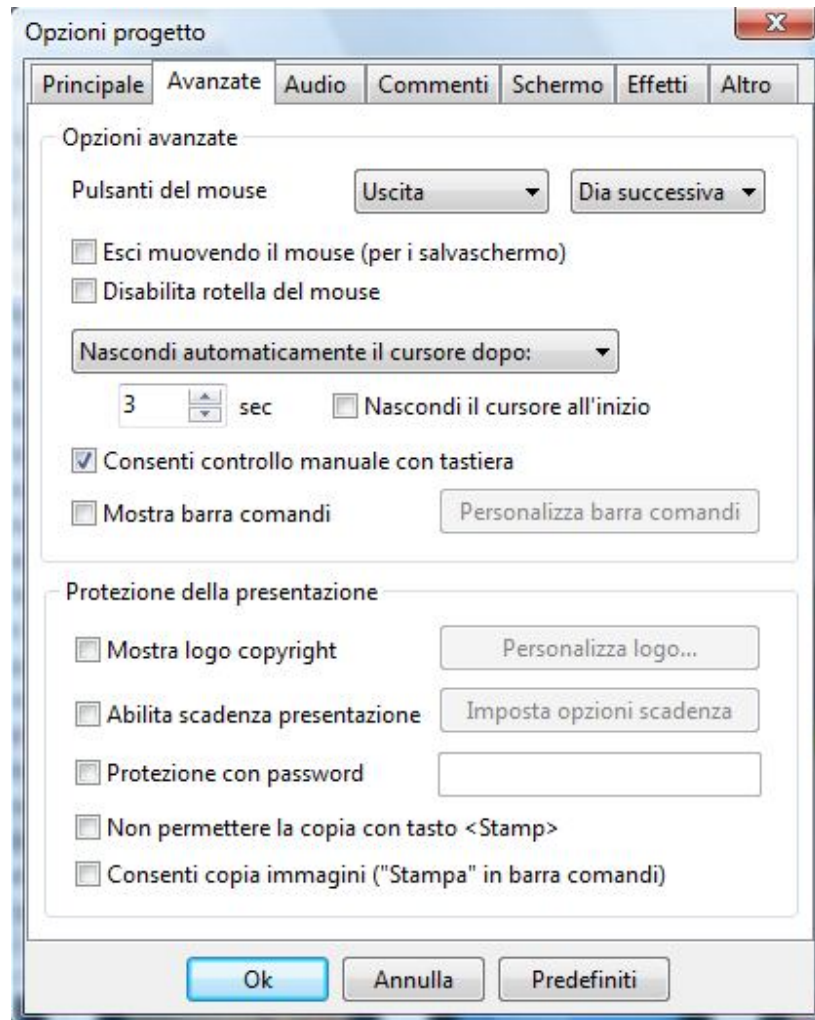 Opzioni progetto
Principale Avanzate Audio Commenti Schermo Effetti Altro
Opzioni avanzate
Pulsanti del mouse Uscita Dia successiva
Esci muovendo il mouse (per i salvaschermo)
Disabilita rotella del mouse
Nascondi automaticamente il cursore dopo:
3 sec Nascondi il cursore all'inizio
Consenti controllo manuale con tastiera
Mostra barra comandi Personalizza barra comandi
Protezione della presentazione
Mostra logo copyright Personalizza logo...
Abilita scadenza presentazione Imposta opzioni scadenza
Protezione con password
Non permettere la copia con tasto <Stamp>
Consenti copia immagini ("Stampa" in barra comandi)
Ok Annulla Predefiniti